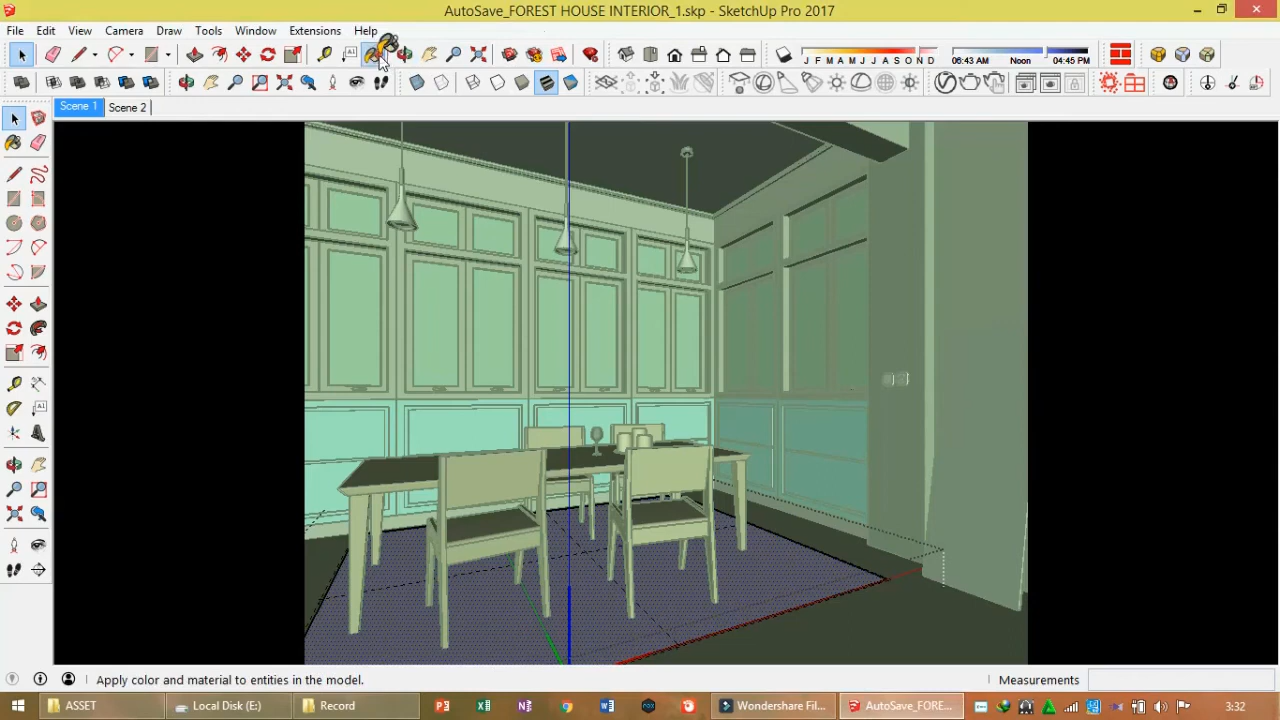 AutoSave_FOREST HOUSE INTERIOR_1.skp - SketchUp Pro 2017
File Edit View Camera Draw Tools Window Extensions Help
A1
J F M A M J J A S O N D 06:43 AM Noon 04:45 PM
Scene 1 Scene 2
A1
Apply color and material to entities in the model. Measurements
ASSET Local Disk (E:) Record Wondershare Fil... AutoSave_FORE... 3:32